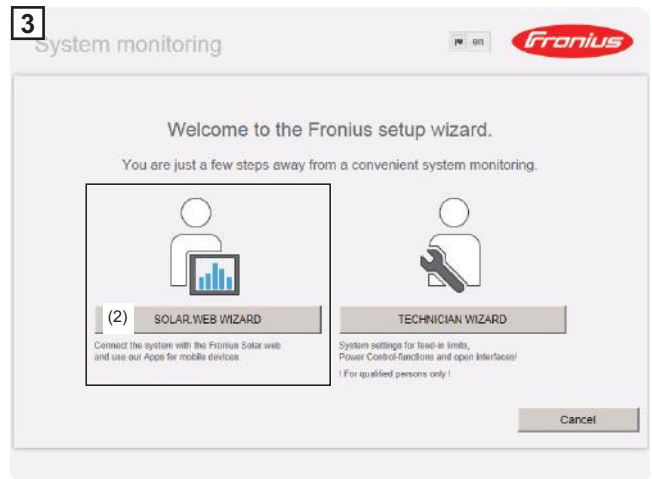 3
System monitoring
en
Fronius
Welcome to the Fronius setup wizard.
You are just a few steps away from a convenient system monitoring.
(2)
SOLAR.WEB WIZARD
TECHNICIAN WIZARD
Connect the system with the Fronius Solar.web
and use our Apps for mobile devices.
System settings for feed-in limits,
Power Control-functions and open interfaces!
! For qualified persons only !
Cancel